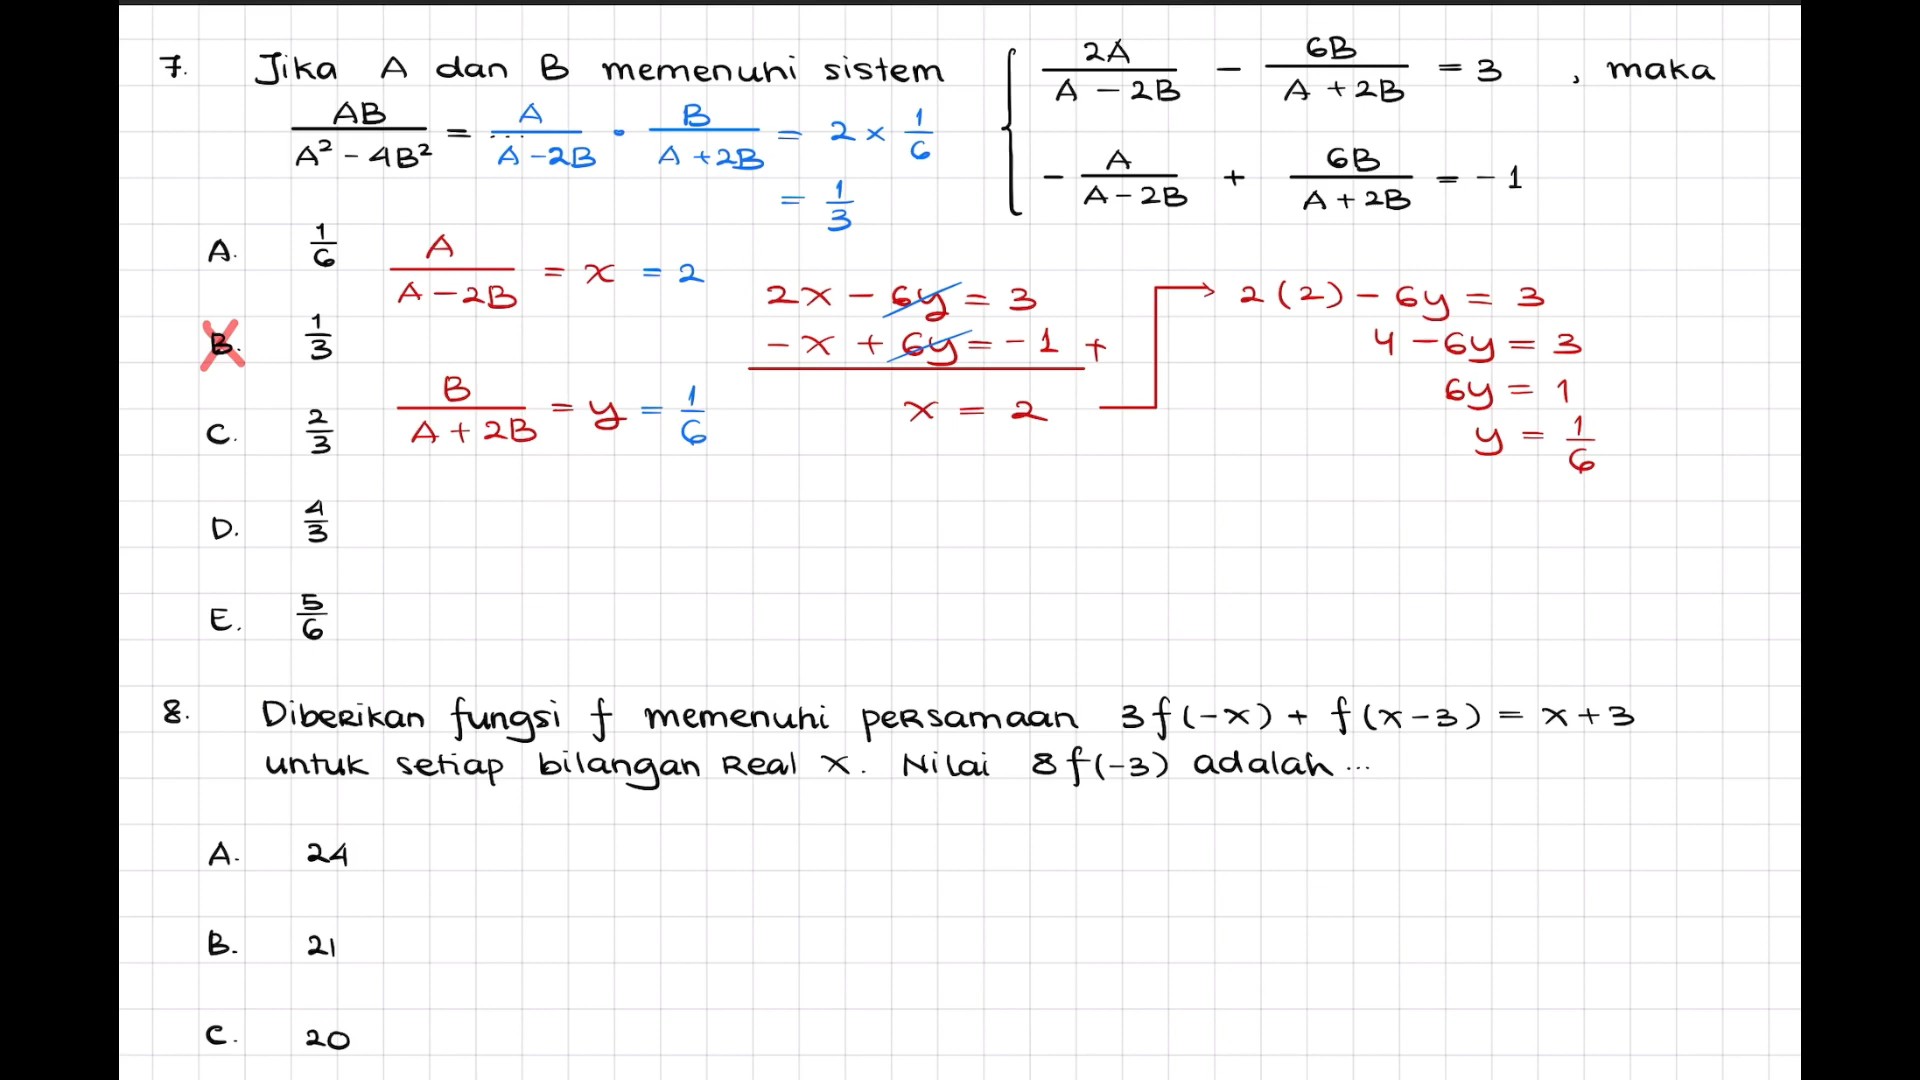 7. Jika A dan B memenuhi sistem { 2A/(A - 2B) - 6B/(A + 2B) = 3 , maka
- A/(A - 2B) + 6B/(A + 2B) = -1
AB/(A² - 4B²) = ... A/(A - 2B) • B/(A + 2B) = 2 × 1/6
= 1/3
A. 1/6
B. 1/3
C. 2/3
D. 4/3
E. 5/6
A/(A - 2B) = x = 2
B/(A + 2B) = y = 1/6
2x - 6y = 3
-x + 6y = -1 +
x = 2
2(2) - 6y = 3
4 - 6y = 3
6y = 1
y = 1/6
8. Diberikan fungsi f memenuhi persamaan 3f(-x) + f(x-3) = x+3
untuk setiap bilangan Real x. Nilai 8f(-3) adalah ...
A. 24
B. 21
C. 20